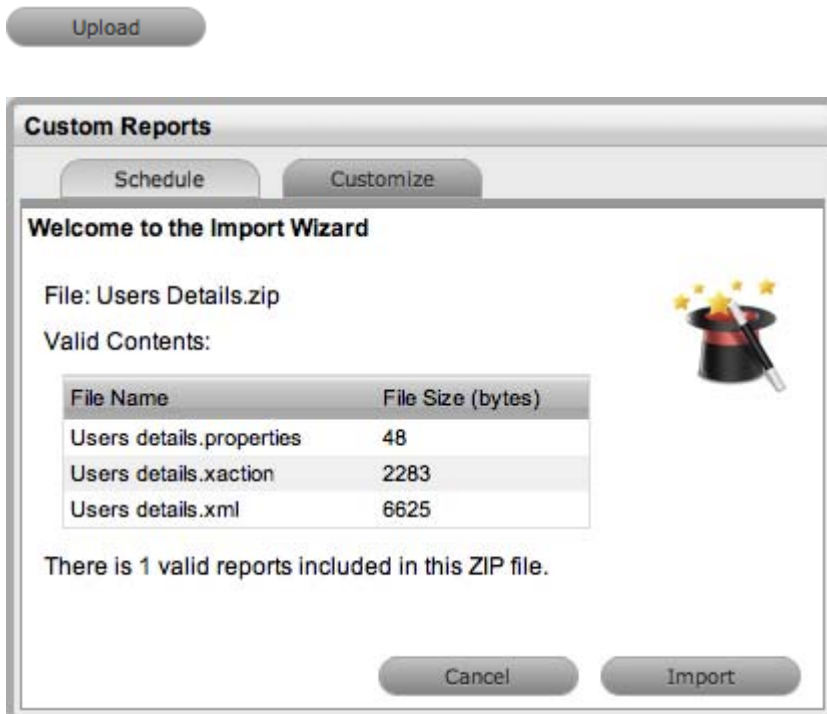 Upload
Custom Reports
Schedule Customize
Welcome to the Import Wizard
File: Users Details.zip
Valid Contents:
File Name File Size (bytes)
Users details.properties 48
Users details.xaction 2283
Users details.xml 6625
There is 1 valid reports included in this ZIP file.
Cancel Import